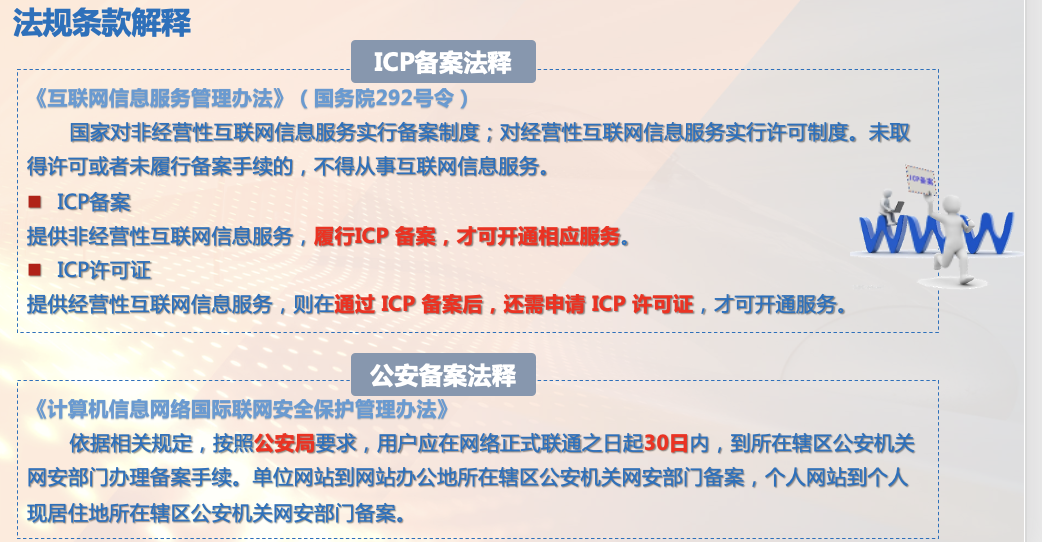 法规条款解释
ICP备案法释
《互联网信息服务管理办法》（国务院292号令）
国家对非经营性互联网信息服务实行备案制度；对经营性互联网信息服务实行许可制度。未取
得许可或者未履行备案手续的，不得从事互联网信息服务。
ICP备案
提供非经营性互联网信息服务，履行ICP 备案，才可开通相应服务。
ICP许可证
提供经营性互联网信息服务，则在通过 ICP 备案后，还需申请 ICP 许可证，才可开通服务。
ICP备案
WWW
公安备案法释
《计算机信息网络国际联网安全保护管理办法》
依据相关规定，按照公安局要求，用户应在网络正式联通之日起30日内，到所在辖区公安机关
网安部门办理备案手续。单位网站到网站办公地所在辖区公安机关网安部门备案，个人网站到个人
现居住地所在辖区公安机关网安部门备案。